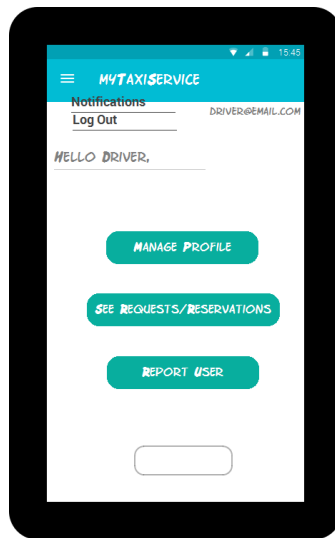 15:45
MYTAXISERVICE
Notifications
Log Out
DRIVER@EMAIL.COM
HELLO DRIVER,
MANAGE PROFILE
SEE REQUESTS/RESERVATIONS
REPORT USER